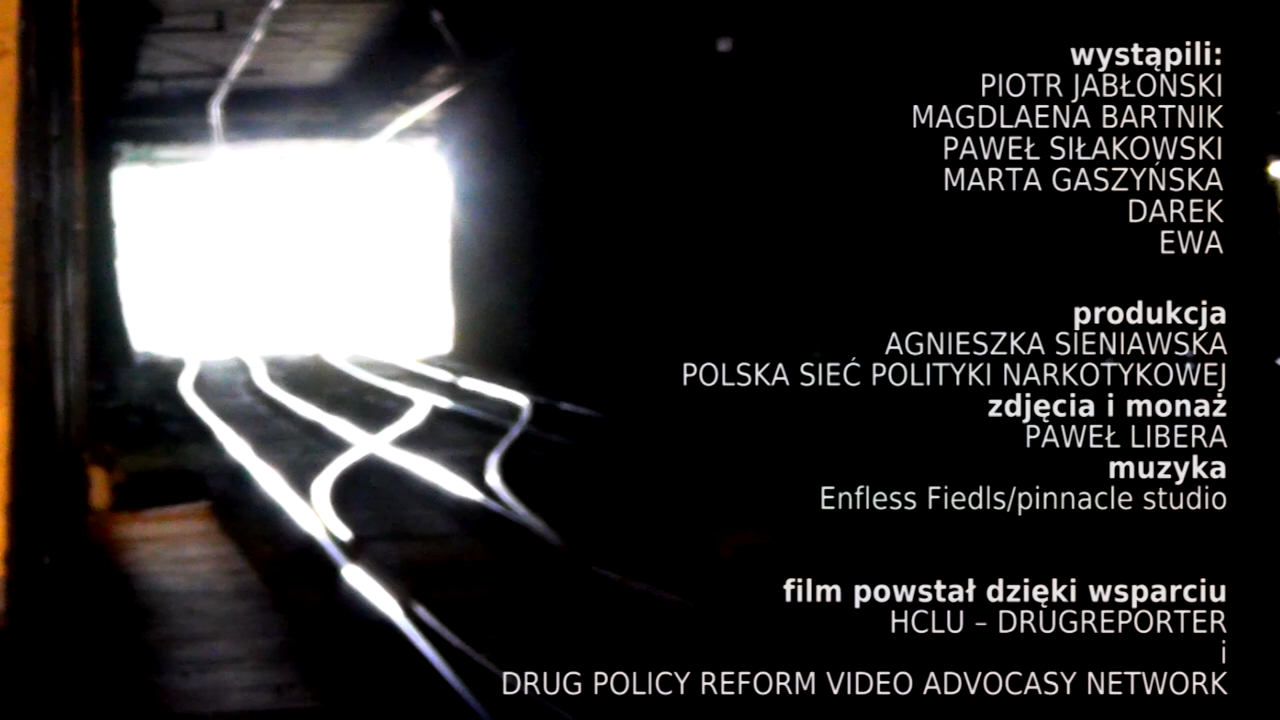 wystąpili:
PIOTR JABŁOŃSKI
MAGDLAENA BARTNIK
PAWEŁ SIŁAKOWSKI
MARTA GASZYŃSKA
DAREK
EWA
produkcja
AGNIESZKA SIENIAWSKA
POLSKA SIEĆ POLITYKI NARKOTYKOWEJ
zdjęcia i monaż
PAWEŁ LIBERA
muzyka
Enfless Fiedls/pinnacle studio
film powstał dzięki wsparciu
HCLU – DRUGREPORTER
i
DRUG POLICY REFORM VIDEO ADVOCASY NETWORK